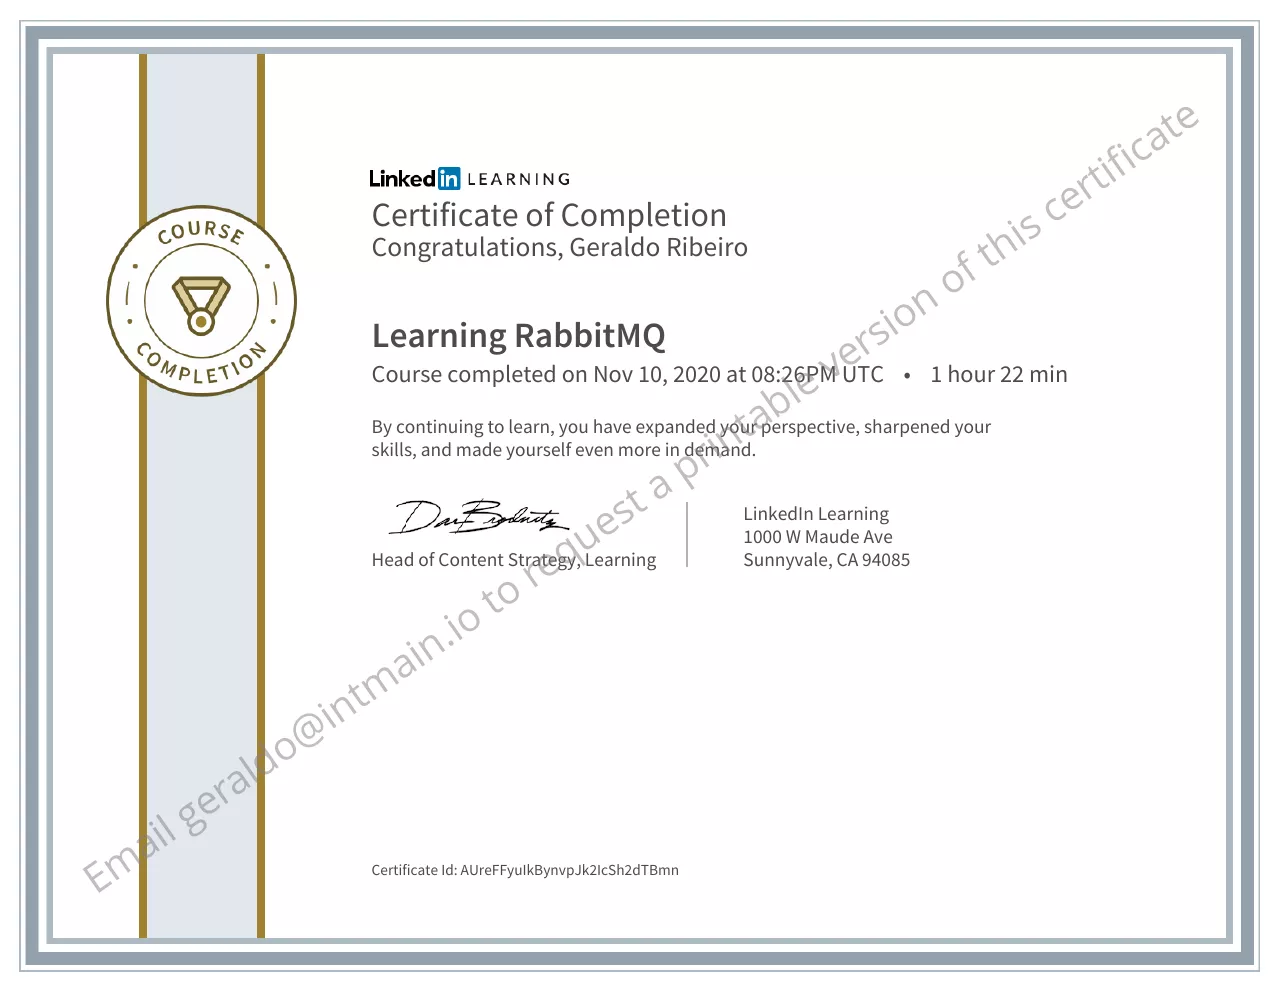 LinkedIn LEARNING
Certificate of Completion
Congratulations, Geraldo Ribeiro
COURSE
COMPLETION
Learning RabbitMQ
Course completed on Nov 10, 2020 at 08:26PM UTC • 1 hour 22 min
By continuing to learn, you have expanded your perspective, sharpened your
skills, and made yourself even more in demand.
Head of Content Strategy, Learning
LinkedIn Learning
1000 W Maude Ave
Sunnyvale, CA 94085
Email geraldo@intmain.io to request a printable version of this certificate
Certificate Id: AUreFFyuIkBynvpJk2IcSh2dTBmn